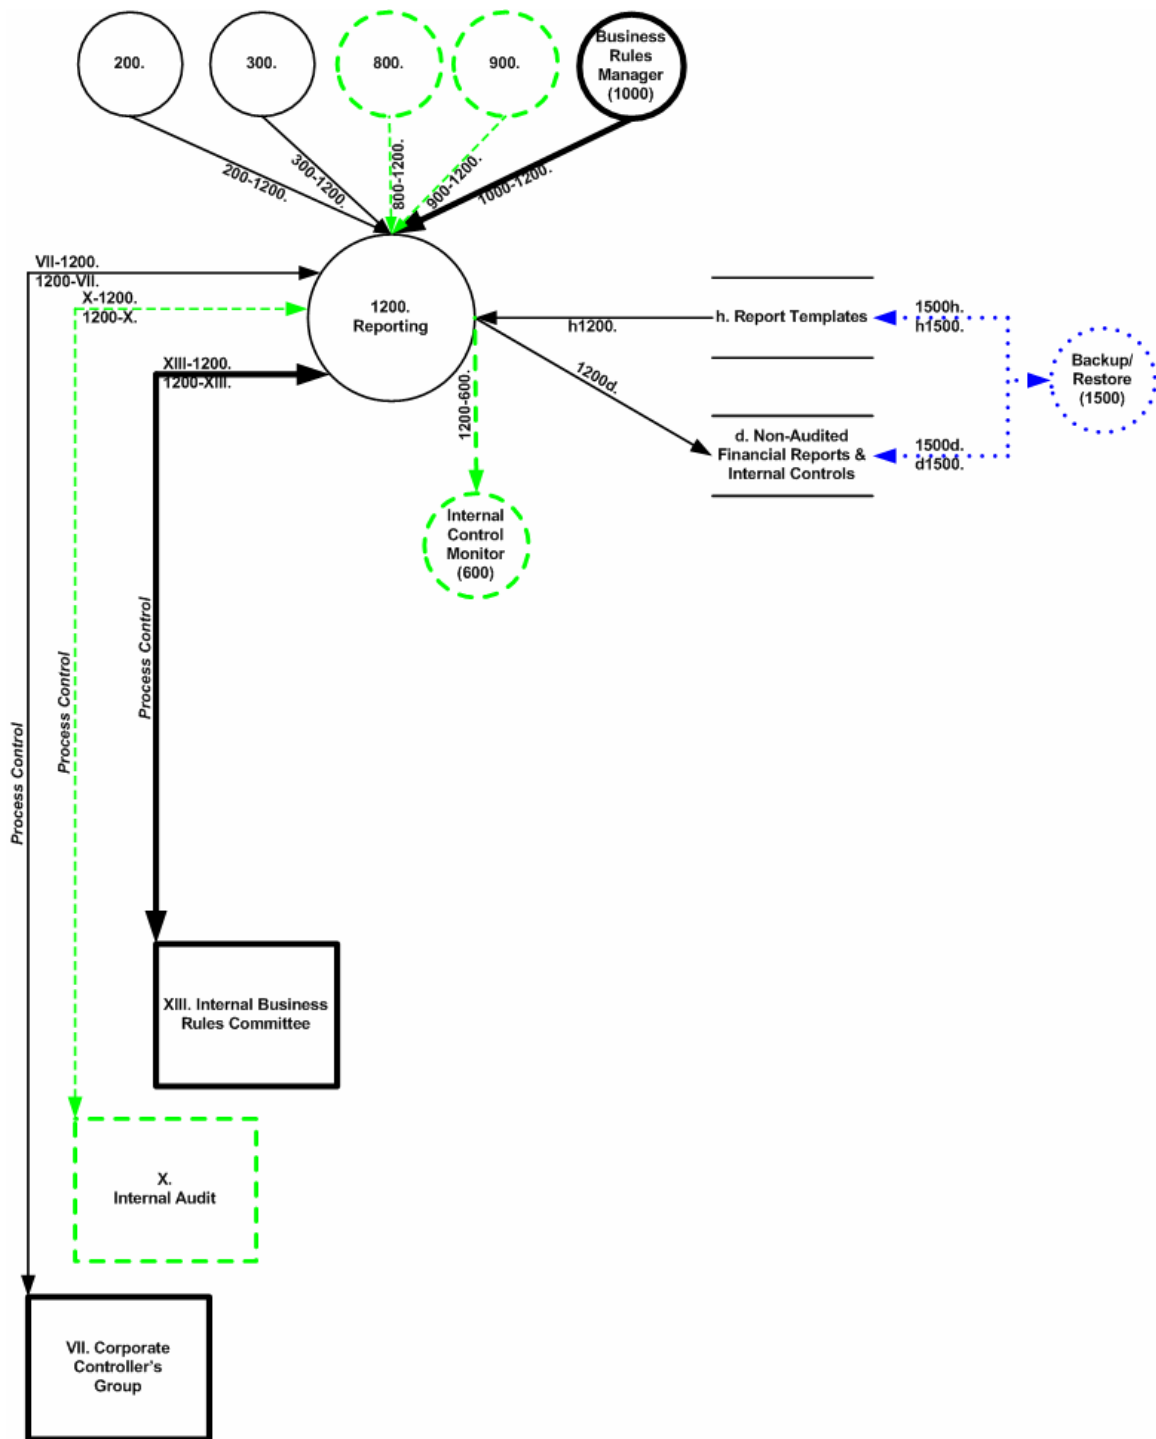 200.
300.
800.
900.
Business
Rules
Manager
(1000)
200-1200.
300-1200.
800-1200.
900-1200.
1000-1200.
VII-1200.
1200-VII.
X-1200.
1200-X.
XIII-1200.
1200-XIII.
1200.
Reporting
h1200.
1200d.
1200-600.
h. Report Templates
1500h.
h1500.
Backup/
Restore
(1500)
d. Non-Audited
Financial Reports &
Internal Controls
1500d.
d1500.
Internal
Control
Monitor
(600)
Process Control
Process Control
Process Control
XIII. Internal Business
Rules Committee
X.
Internal Audit
VII. Corporate
Controller's
Group